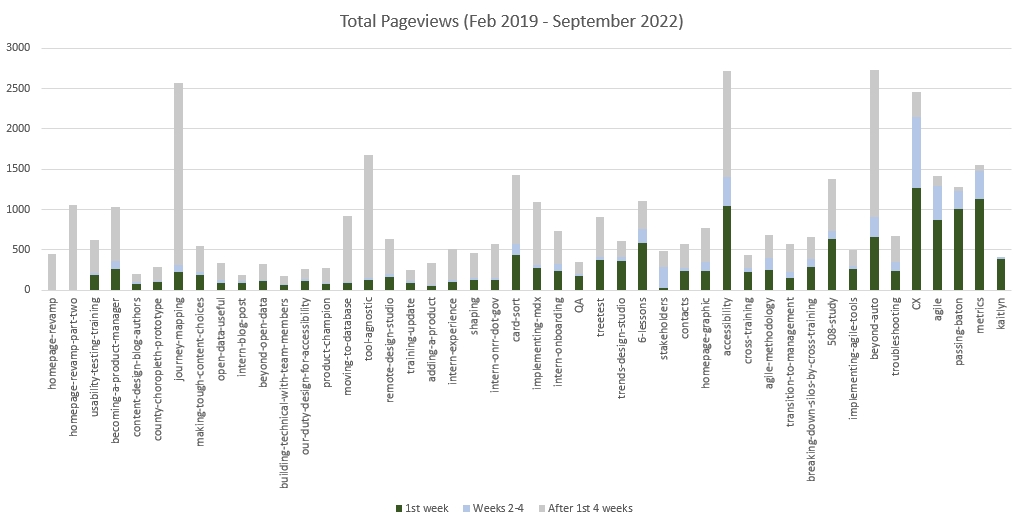 Total Pageviews (Feb 2019 - September 2022)
3000
2500
2000
1500
1000
500
0
homepage-revamp
homepage-revamp-part-two
usability-testing-training
becoming-a-product-manager
content-design-blog-authors
county-choropleth-prototype
journey-mapping
making-tough-content-choices
open-data-useful
intern-blog-post
beyond-open-data
building-technical-with-team-members
our-duty-design-for-accessibility
product-champion
moving-to-database
tool-agnostic
remote-design-studio
training-update
adding-a-product
intern-experience
shaping
intern-onrr-dot-gov
card-sort
implementing-mdx
intern-onboarding
QA
treetest
trends-design-studio
6-lessons
stakeholders
contacts
homepage-graphic
accessibility
cross-training
agile-methodology
transition-to-management
breaking-down-silos-by-cross-training
508-study
implementing-agile-tools
beyond-auto
troubleshooting
CX
agile
passing-baton
metrics
kaitlyn
1st week Weeks 2-4 After 1st 4 weeks